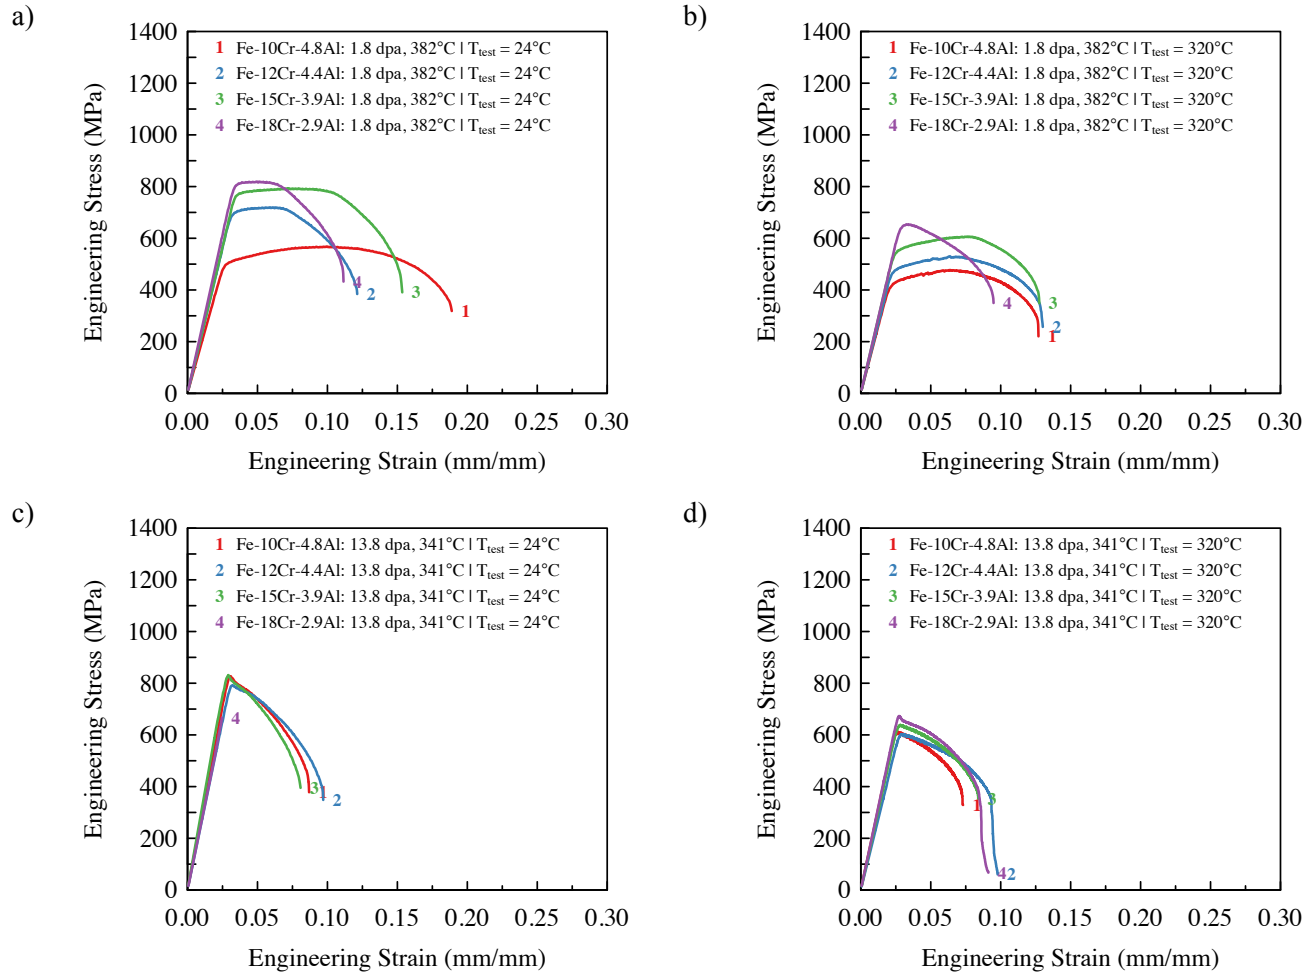 a)
1400
1200
1000
800
600
400
200
0
Engineering Stress (MPa)
1 Fe-10Cr-4.8Al: 1.8 dpa, 382°C | Ttest = 24°C
2 Fe-12Cr-4.4Al: 1.8 dpa, 382°C | Ttest = 24°C
3 Fe-15Cr-3.9Al: 1.8 dpa, 382°C | Ttest = 24°C
4 Fe-18Cr-2.9Al: 1.8 dpa, 382°C | Ttest = 24°C
4
2
3
1
0.00 0.05 0.10 0.15 0.20 0.25 0.30
Engineering Strain (mm/mm)
b)
1400
1200
1000
800
600
400
200
0
Engineering Stress (MPa)
1 Fe-10Cr-4.8Al: 1.8 dpa, 382°C | Ttest = 320°C
2 Fe-12Cr-4.4Al: 1.8 dpa, 382°C | Ttest = 320°C
3 Fe-15Cr-3.9Al: 1.8 dpa, 382°C | Ttest = 320°C
4 Fe-18Cr-2.9Al: 1.8 dpa, 382°C | Ttest = 320°C
4
3
2
1
0.00 0.05 0.10 0.15 0.20 0.25 0.30
Engineering Strain (mm/mm)
c)
1400
1200
1000
800
600
400
200
0
Engineering Stress (MPa)
1 Fe-10Cr-4.8Al: 13.8 dpa, 341°C | Ttest = 24°C
2 Fe-12Cr-4.4Al: 13.8 dpa, 341°C | Ttest = 24°C
3 Fe-15Cr-3.9Al: 13.8 dpa, 341°C | Ttest = 24°C
4 Fe-18Cr-2.9Al: 13.8 dpa, 341°C | Ttest = 24°C
4
3
1
2
0.00 0.05 0.10 0.15 0.20 0.25 0.30
Engineering Strain (mm/mm)
d)
1400
1200
1000
800
600
400
200
0
Engineering Stress (MPa)
1 Fe-10Cr-4.8Al: 13.8 dpa, 341°C | Ttest = 320°C
2 Fe-12Cr-4.4Al: 13.8 dpa, 341°C | Ttest = 320°C
3 Fe-15Cr-3.9Al: 13.8 dpa, 341°C | Ttest = 320°C
4 Fe-18Cr-2.9Al: 13.8 dpa, 341°C | Ttest = 320°C
1
3
4
2
0.00 0.05 0.10 0.15 0.20 0.25 0.30
Engineering Strain (mm/mm)